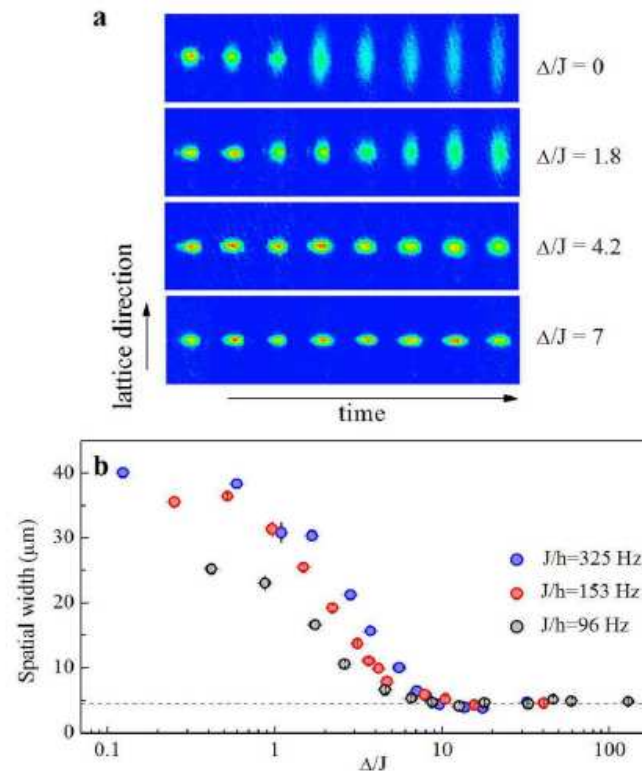 a
Δ/J = 0
Δ/J = 1.8
Δ/J = 4.2
Δ/J = 7
lattice direction
time
b
Spatial width (μm)
40
30
20
10
0
J/h=325 Hz
J/h=153 Hz
J/h=96 Hz
0.1
1
10
100
Δ/J